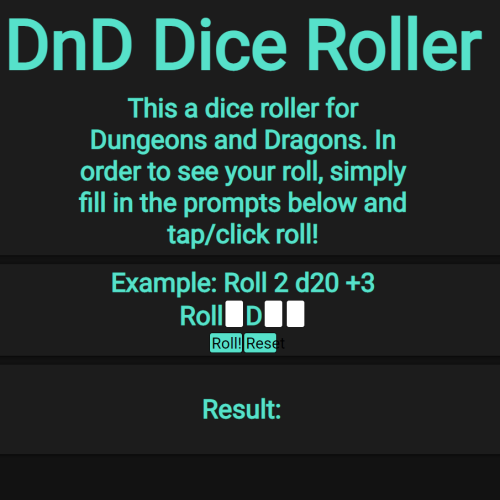 DnD Dice Roller
This a dice roller for
Dungeons and Dragons. In
order to see your roll, simply
fill in the prompts below and
tap/click roll!
Example: Roll 2 d20 +3
Roll D
Roll! Reset
Result: